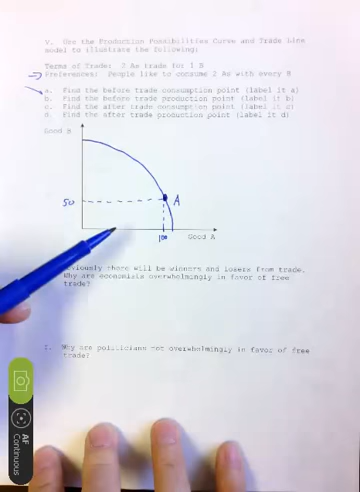 V. Use the Production Possibilities Curve and Trade Line
model to illustrate the following:
Terms of Trade: 2 As trade for 1 B
Preferences: People like to consume 2 As with every B
a. Find the before trade consumption point (label it a)
b. Find the before trade production point (label it b)
c. Find the after trade consumption point (label it c)
d. Find the after trade production point (label it d)
Good B
50
A
100
Good A
viously there will be winners and losers from trade.
Why are economists overwhelmingly in favor of free
trade?
Why are politicians not overwhelmingly in favor of free
trade?
AF
Continuous